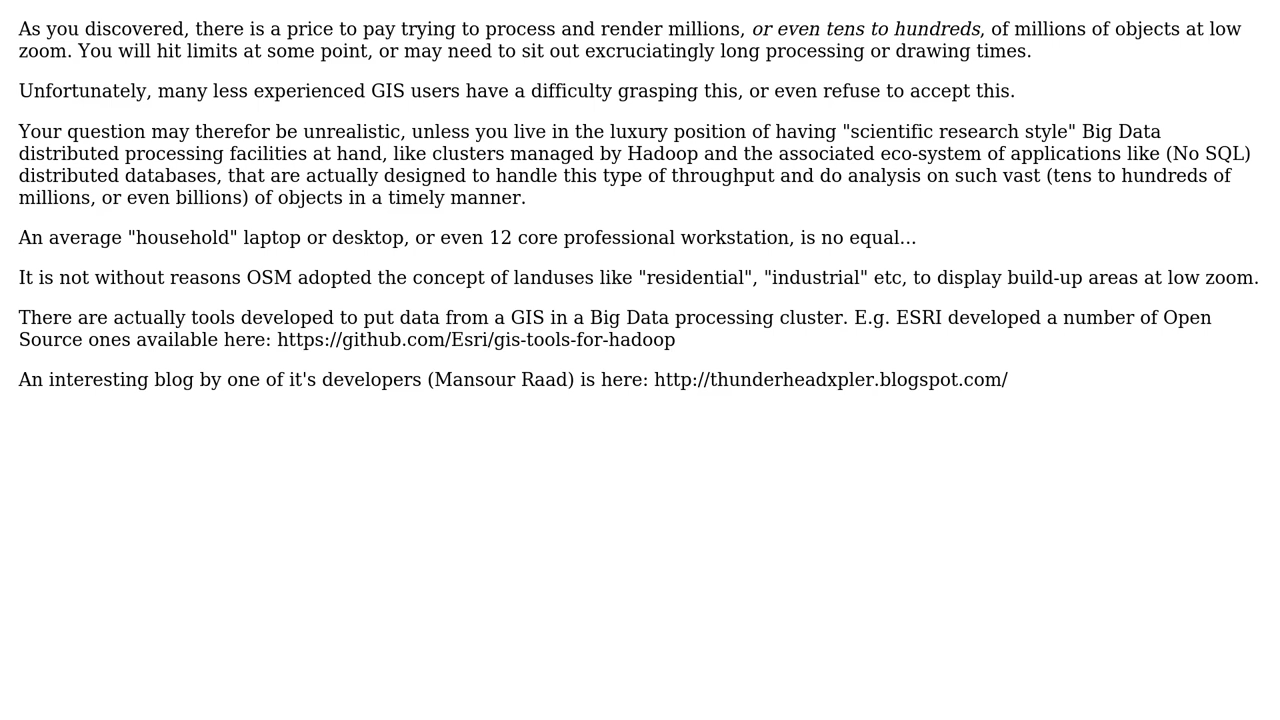 As you discovered, there is a price to pay trying to process and render millions, or even tens to hundreds, of millions of objects at low
zoom. You will hit limits at some point, or may need to sit out excruciatingly long processing or drawing times.
Unfortunately, many less experienced GIS users have a difficulty grasping this, or even refuse to accept this.
Your question may therefor be unrealistic, unless you live in the luxury position of having "scientific research style" Big Data
distributed processing facilities at hand, like clusters managed by Hadoop and the associated eco-system of applications like (No SQL)
distributed databases, that are actually designed to handle this type of throughput and do analysis on such vast (tens to hundreds of
millions, or even billions) of objects in a timely manner.
An average "household" laptop or desktop, or even 12 core professional workstation, is no equal...
It is not without reasons OSM adopted the concept of landuses like "residential", "industrial" etc, to display build-up areas at low zoom.
There are actually tools developed to put data from a GIS in a Big Data processing cluster. E.g. ESRI developed a number of Open
Source ones available here: https://github.com/Esri/gis-tools-for-hadoop
An interesting blog by one of it's developers (Mansour Raad) is here: http://thunderheadxpler.blogspot.com/